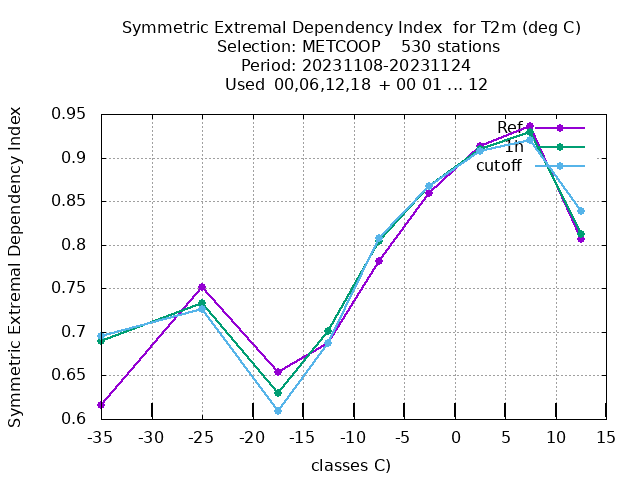 Symmetric Extremal Dependency Index for T2m (deg C)
Selection: METCOOP 530 stations
Period: 20231108-20231124
Used 00,06,12,18 + 00 01 ... 12
Symmetric Extremal Dependency Index
0.95
0.9
0.85
0.8
0.75
0.7
0.65
0.6
Ref
1h
cutoff
-35 -30 -25 -20 -15 -10 -5 0 5 10 15
classes C)